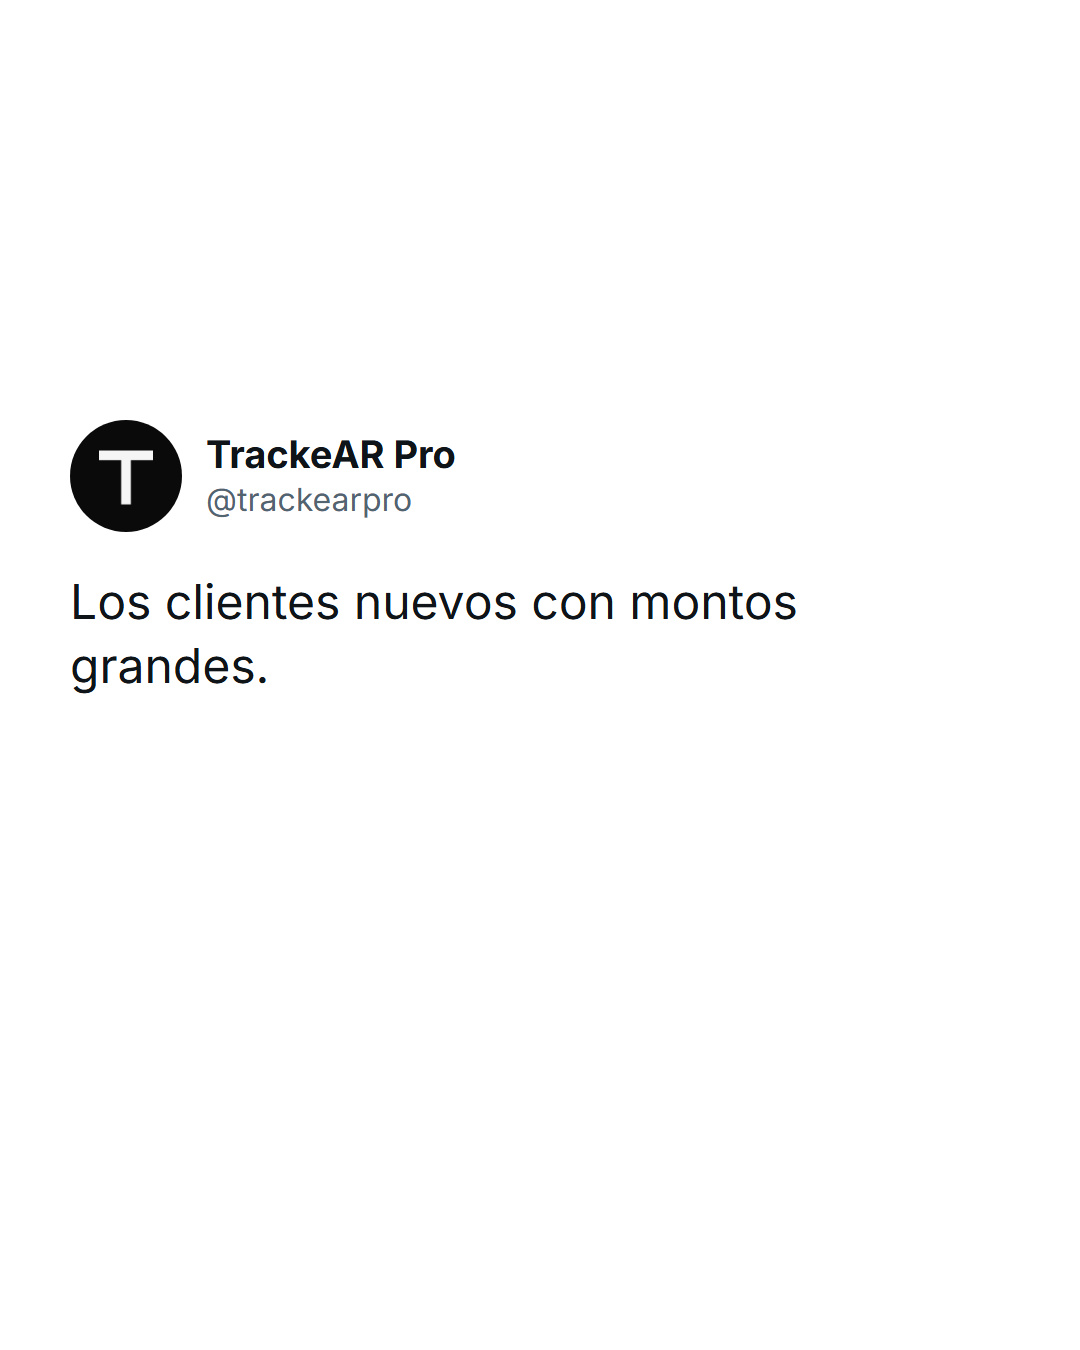 T
TrackeAR Pro
@trackearpro
Los clientes nuevos con montos
grandes.